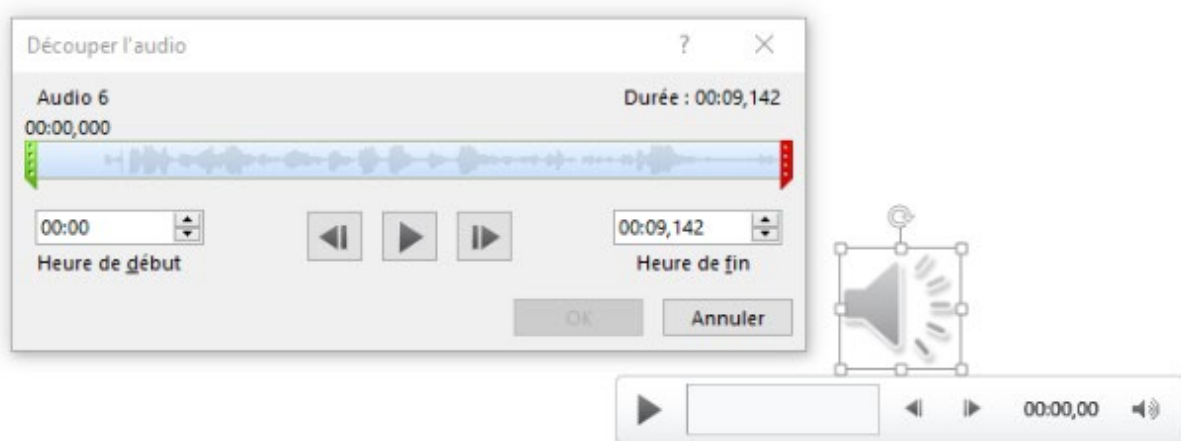 Découper l'audio ?
Audio 6 Durée : 00:09,142
00:00,000
00:00 00:09,142
Heure de début Heure de fin
OK Annuler
00:00,00